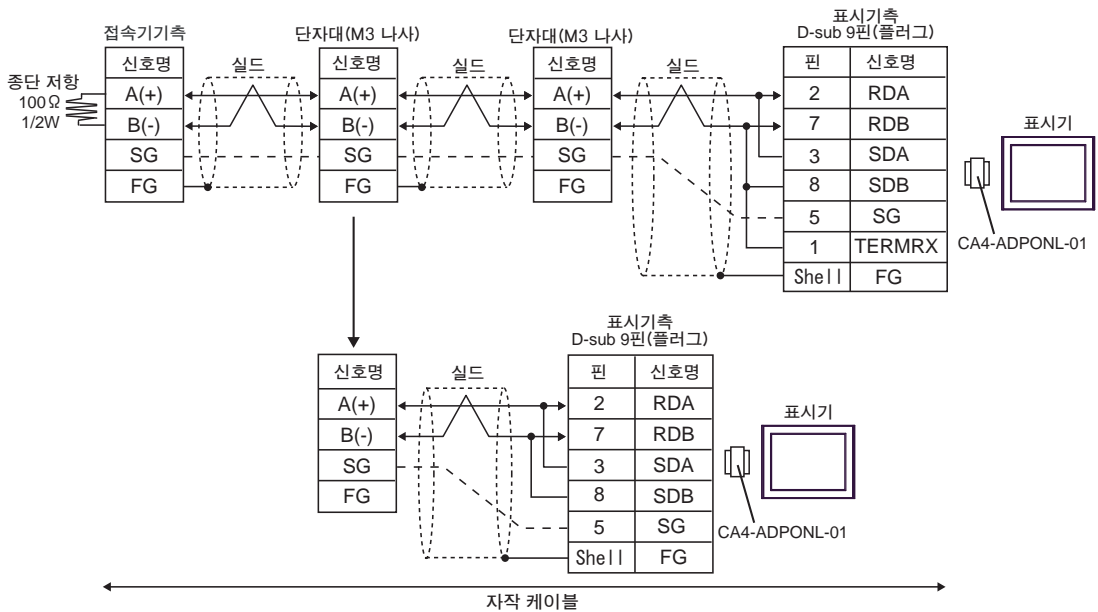 표시기측
D-sub 9핀(플러그)
접속기기측
단자대(M3 나사)
단자대(M3 나사)
종단 저항
100Ω
1/2W
신호명
A(+)
B(-)
SG
FG
실드
신호명
A(+)
B(-)
SG
FG
실드
신호명
A(+)
B(-)
SG
FG
실드
핀 신호명
2 RDA
7 RDB
3 SDA
8 SDB
5 SG
1 TERMRX
Shell FG
표시기
CA4-ADPONL-01
표시기측
D-sub 9핀(플러그)
신호명
A(+)
B(-)
SG
FG
실드
핀 신호명
2 RDA
7 RDB
3 SDA
8 SDB
5 SG
Shell FG
표시기
CA4-ADPONL-01
자작 케이블